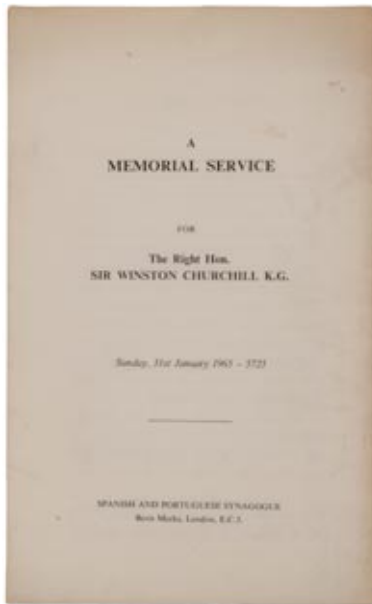 A
MEMORIAL SERVICE
FOR
The Right Hon.
SIR WINSTON CHURCHILL K.G.
Sunday, 31st January 1965 – 5725
SPANISH AND PORTUGUESE SYNAGOGUE
Bevis Marks, London, E.C.3.